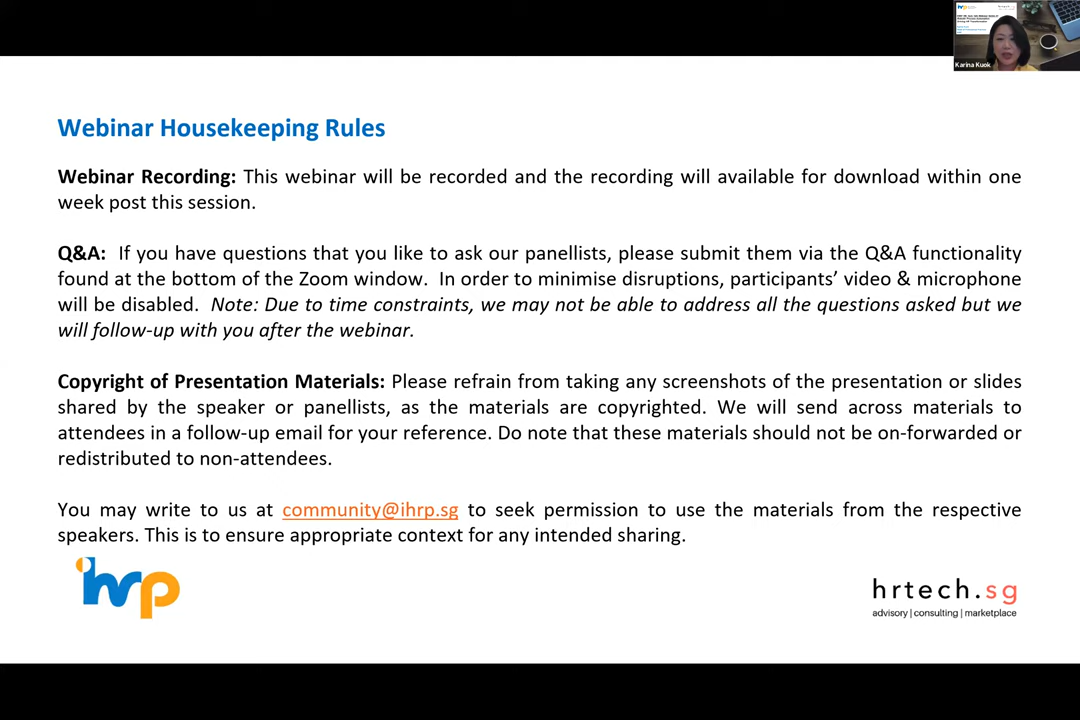 Karina Kuok
Webinar Housekeeping Rules
Webinar Recording: This webinar will be recorded and the recording will available for download within one
week post this session.
Q&A: If you have questions that you like to ask our panellists, please submit them via the Q&A functionality
found at the bottom of the Zoom window. In order to minimise disruptions, participants’ video & microphone
will be disabled. Note: Due to time constraints, we may not be able to address all the questions asked but we
will follow-up with you after the webinar.
Copyright of Presentation Materials: Please refrain from taking any screenshots of the presentation or slides
shared by the speaker or panellists, as the materials are copyrighted. We will send across materials to
attendees in a follow-up email for your reference. Do note that these materials should not be on-forwarded or
redistributed to non-attendees.
You may write to us at community@ihrp.sg to seek permission to use the materials from the respective
speakers. This is to ensure appropriate context for any intended sharing.
ihrp
hrtech.sg
advisory | consulting | marketplace